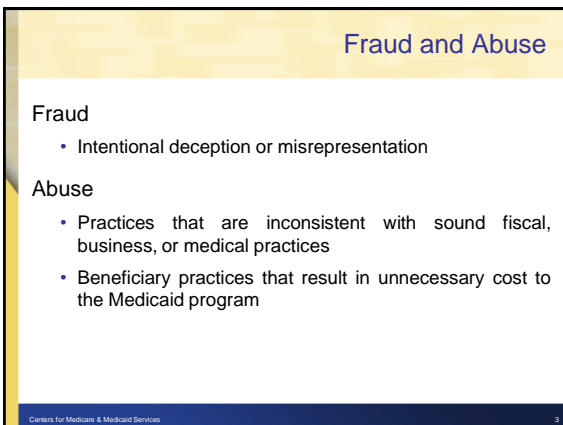 Fraud and Abuse
Fraud
• Intentional deception or misrepresentation
Abuse
• Practices that are inconsistent with sound fiscal,
business, or medical practices
• Beneficiary practices that result in unnecessary cost to
the Medicaid program
Centers for Medicare & Medicaid Services 3